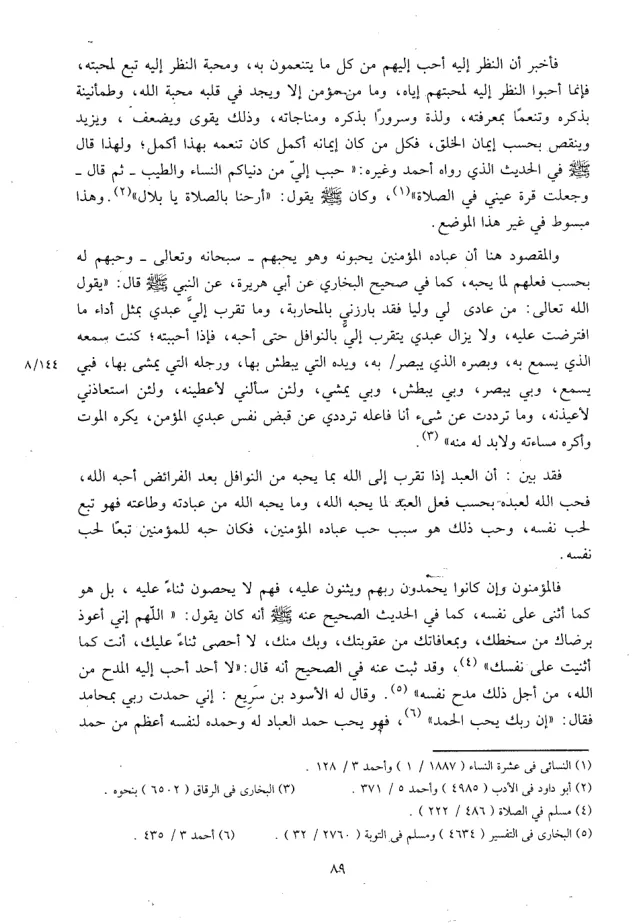 فأخبر أن النظر إليه أحب إليهم من كل ما يتنعمون به، ومحبة النظر إليه تبع لمحبته،
فإنما أحبوا النظر إليه لمحبتهم إياه، وما من مؤمن إلا ويجد في قلبه محبة الله، وطمأنينة
بذكره وتنعمًا بمعرفته، ولذة وسرورًا بذكره ومناجاته، وذلك يقوى ويضعف، ويزيد
وينقص بحسب إيمان الخلق، فكل من كان إيمانه أكمل كان تنعمه بهذا أكمل؛ ولهذا قال
ﷺ في الحديث الذي رواه أحمد وغيره: « حبب إليّ من دنياكم النساء والطيب ـ ثم قال ـ
وجعلت قرة عيني في الصلاة»(١)، وكان ﷺ يقول: «أرحنا بالصلاة يا بلال»(٢). وهذا
مبسوط في غير هذا الموضع.
والمقصود هنا أن عباده المؤمنين يحبونه وهو يحبهم ـ سبحانه وتعالى ـ وحبهم له
بحسب فعلهم لما يحبه، كما في صحيح البخاري عن أبي هريرة، عن النبي ﷺ قال: «يقول
الله تعالى: من عادى لي وليا فقد بارزني بالمحاربة، وما تقرب إليَّ عبدي بمثل أداء ما
افترضت عليه، ولا يزال عبدي يتقرب إليَّ بالنوافل حتى أحبه، فإذا أحببته؛ كنت سمعه
الذي يسمع به، وبصره الذي يبصر/ به، ويده التي يبطش بها، ورجله التي يمشى بها، فبي
٨/١٤٤
يسمع، وبي يبصر، وبي يبطش، وبي يمشي، ولئن سألني لأعطينه، ولئن استعاذني
لأعيذنه، وما ترددت عن شىء أنا فاعله ترددي عن قبض نفس عبدي المؤمن، يكره الموت
وأكره مساءته ولابد له منه» (٣).
فقد بين : أن العبد إذا تقرب إلى الله بما يحبه من النوافل بعد الفرائض أحبه الله،
فحب الله لعبده بحسب فعل العبد لما يحبه الله، وما يحبه الله من عبادته وطاعته فهو تبع
لحب نفسه، وحب ذلك هو سبب حب عباده المؤمنين، فكان حبه للمؤمنين تبعًا لحب
نفسه.
فالمؤمنون وإن كانوا يحمدون ربهم ويثنون عليه، فهم لا يحصون ثناءً عليه ، بل هو
كما أثنى على نفسه، كما في الحديث الصحيح عنه ﷺ أنه كان يقول: « اللّهم إني أعوذ
برضاك من سخطك، وبمعافاتك من عقوبتك، وبك منك، لا أحصى ثناءً عليك، أنت كما
أثنيت على نفسك» (٤)، وقد ثبت عنه في الصحيح أنه قال: «لا أحد أحب إليه المدح من
الله، من أجل ذلك مدح نفسه» (٥). وقال له الأسود بن سَريع : إني حمدت ربي بمحامد
فقال: «إن ربك يحب الحمد» (٦)، فهو يحب حمد العباد له وحمده لنفسه أعظم من حمد
(١) النسائى فى عشرة النساء ( ١٨٨٧ / ١ ) وأحمد ٣ / ١٢٨ .
(٢) أبو داود فى الأدب ( ٤٩٨٥ ) وأحمد ٥ / ٣٧١ . (٣) البخارى فى الرقاق ( ٦٥٠٢ ) بنحوه .
(٤) مسلم في الصلاة ( ٤٨٦ / ٢٢٢ ) .
(٥) البخارى فى التفسير ( ٤٦٣٤ ) ومسلم فى التوبة ( ٢٧٦٠ / ٣٢ ) . (٦) أحمد ٣ / ٤٣٥ .
٨٩